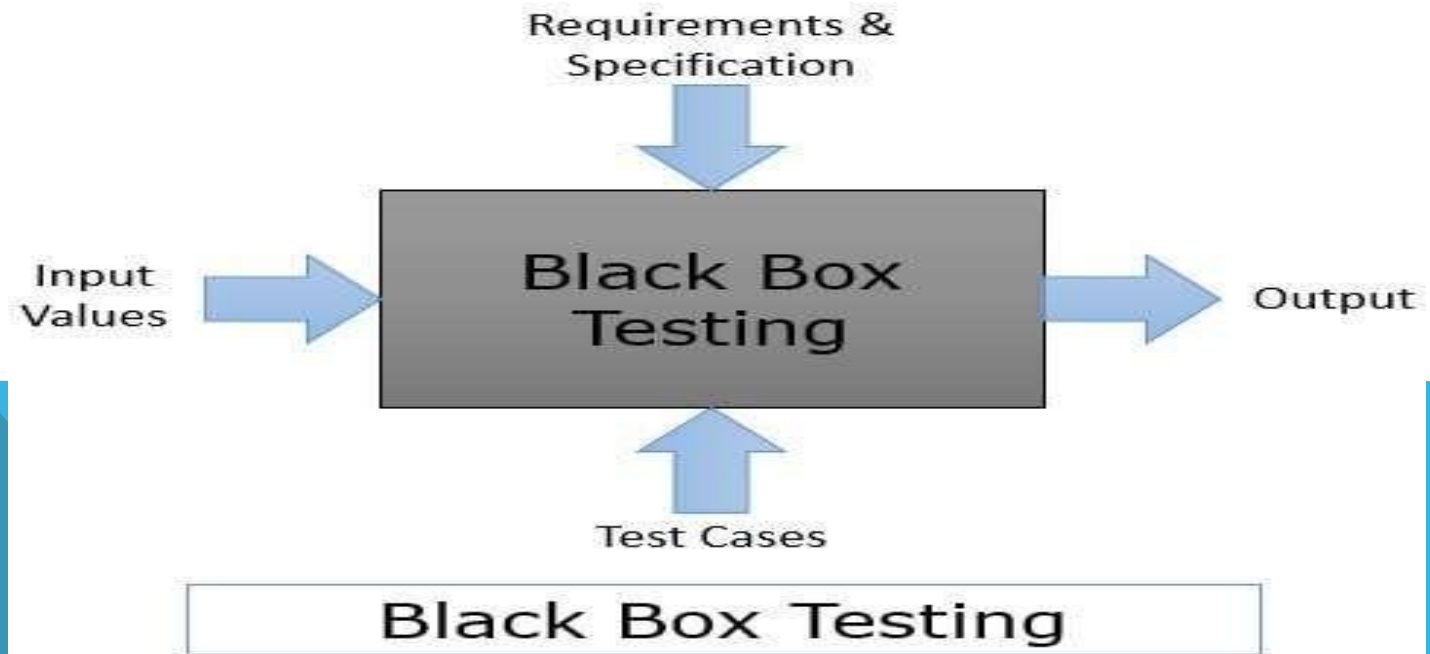 Requirements &
Specification
Input
Values
Black Box
Testing
Output
Test Cases
Black Box Testing